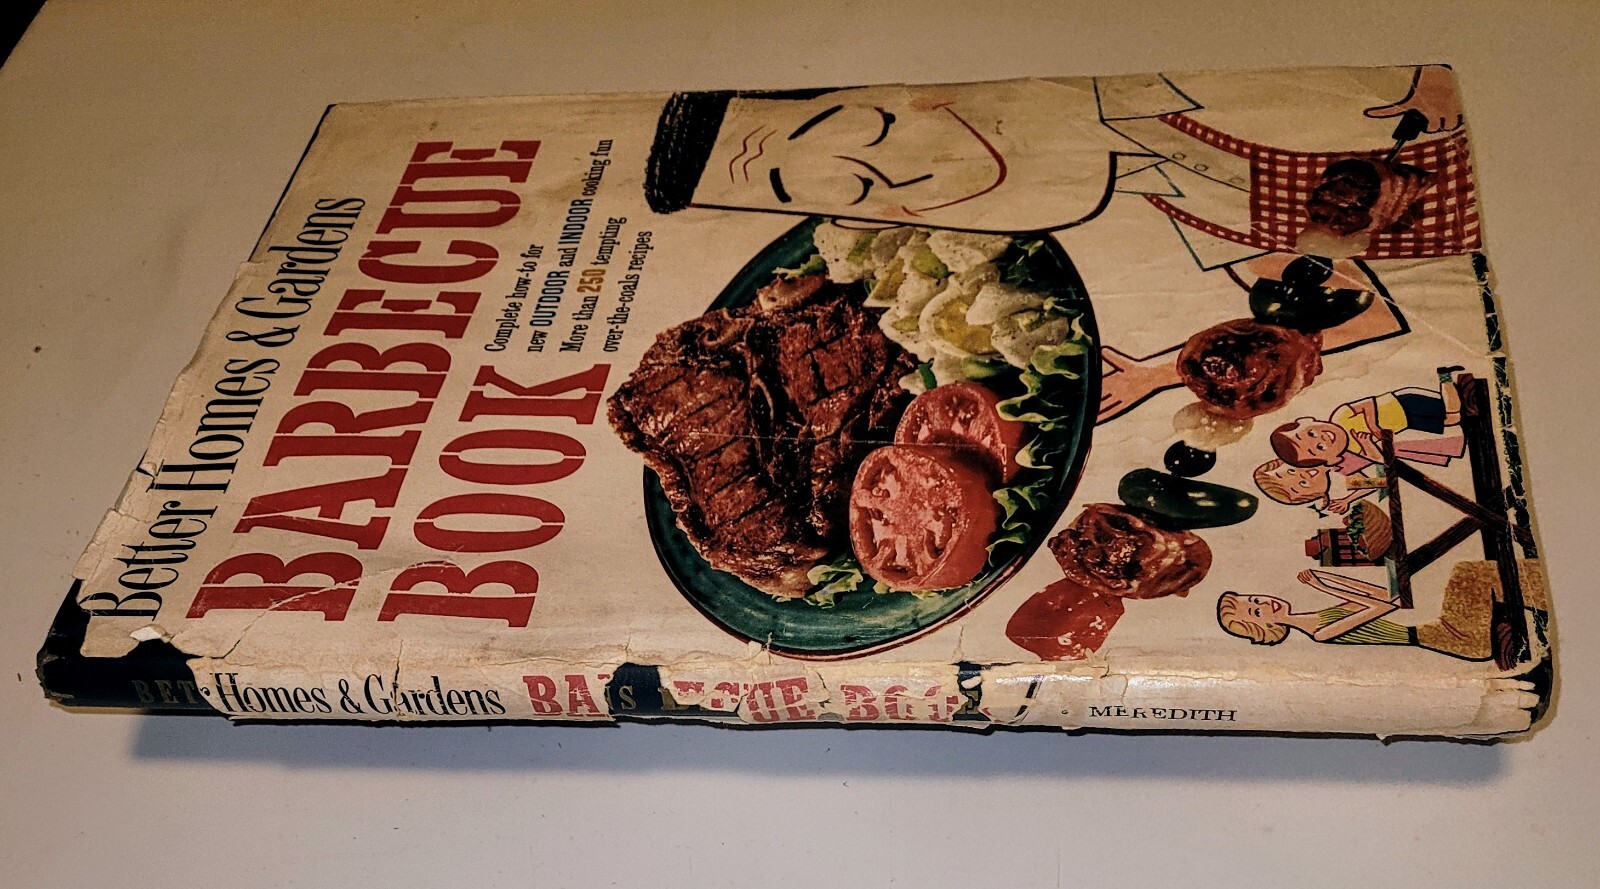 Better Homes & Gardens
BARBECUE
BOOK
Complete how-to for
new OUTDOOR and INDOOR cooking fun
More than 250 tempting
over-the-coals recipes
Homes & Gardens
MEREDITH